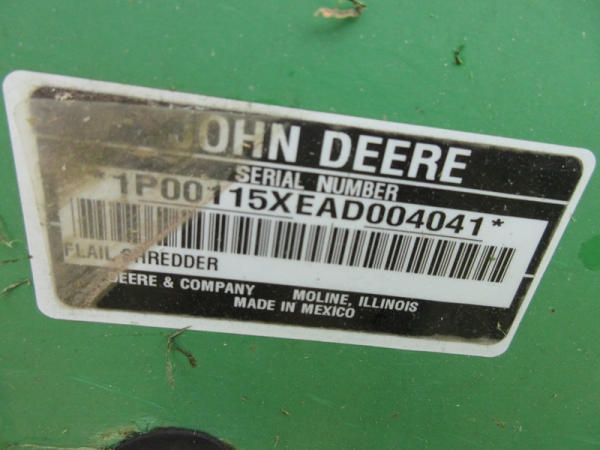 JOHN DEERE
SERIAL NUMBER
*1P00115XEAD004041*
FLAIL SHREDDER
DEERE & COMPANY MOLINE, ILLINOIS
MADE IN MEXICO